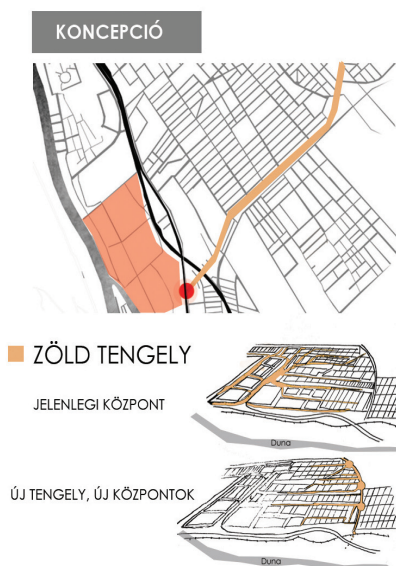 KONCEPCIÓ
ZÖLD TENGELY
JELENLEGI KÖZPONT
Duna
ÚJ TENGELY, ÚJ KÖZPONTOK
Duna